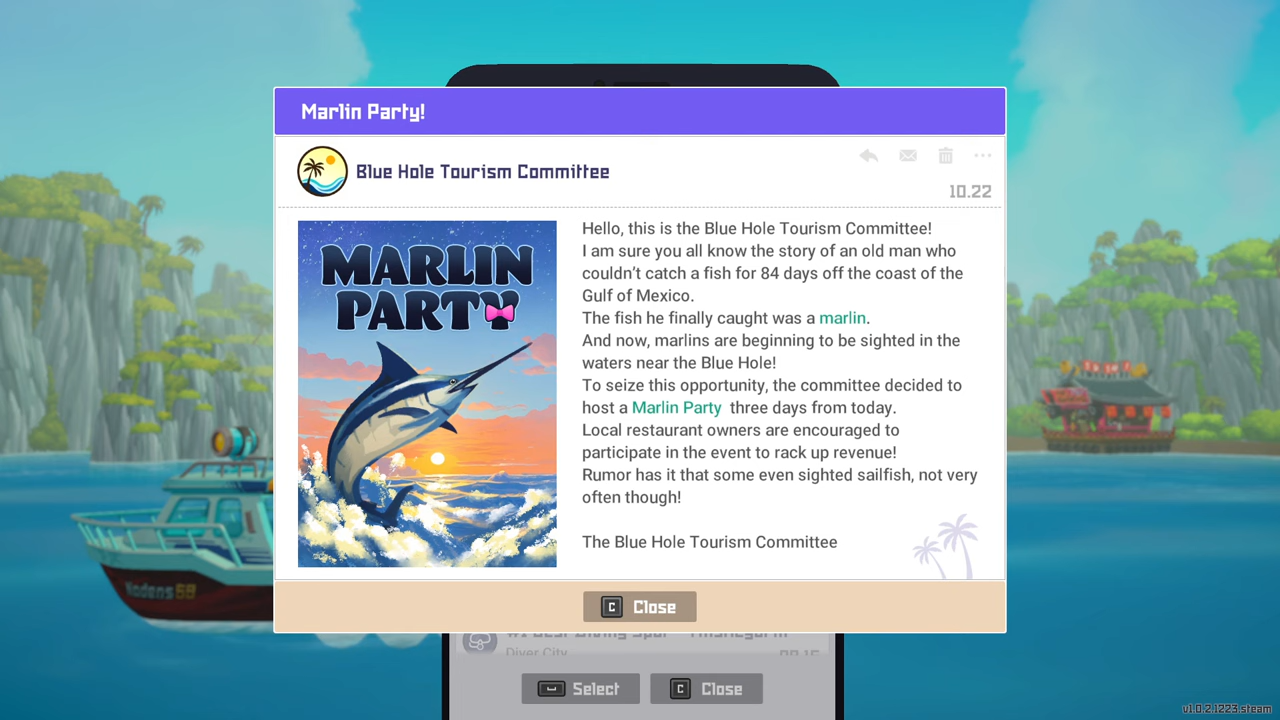 Marlin Party!
Blue Hole Tourism Committee
10.22
MARLIN
PARTY
Hello, this is the Blue Hole Tourism Committee!
I am sure you all know the story of an old man who
couldn't catch a fish for 84 days off the coast of the
Gulf of Mexico.
The fish he finally caught was a marlin.
And now, marlins are beginning to be sighted in the
waters near the Blue Hole!
To seize this opportunity, the committee decided to
host a Marlin Party three days from today.
Local restaurant owners are encouraged to
participate in the event to rack up revenue!
Rumor has it that some even sighted sailfish, not very
often though!
The Blue Hole Tourism Committee
C Close
Diver City
Select
C Close
Nodens 68
v1.0.2.1223.steam